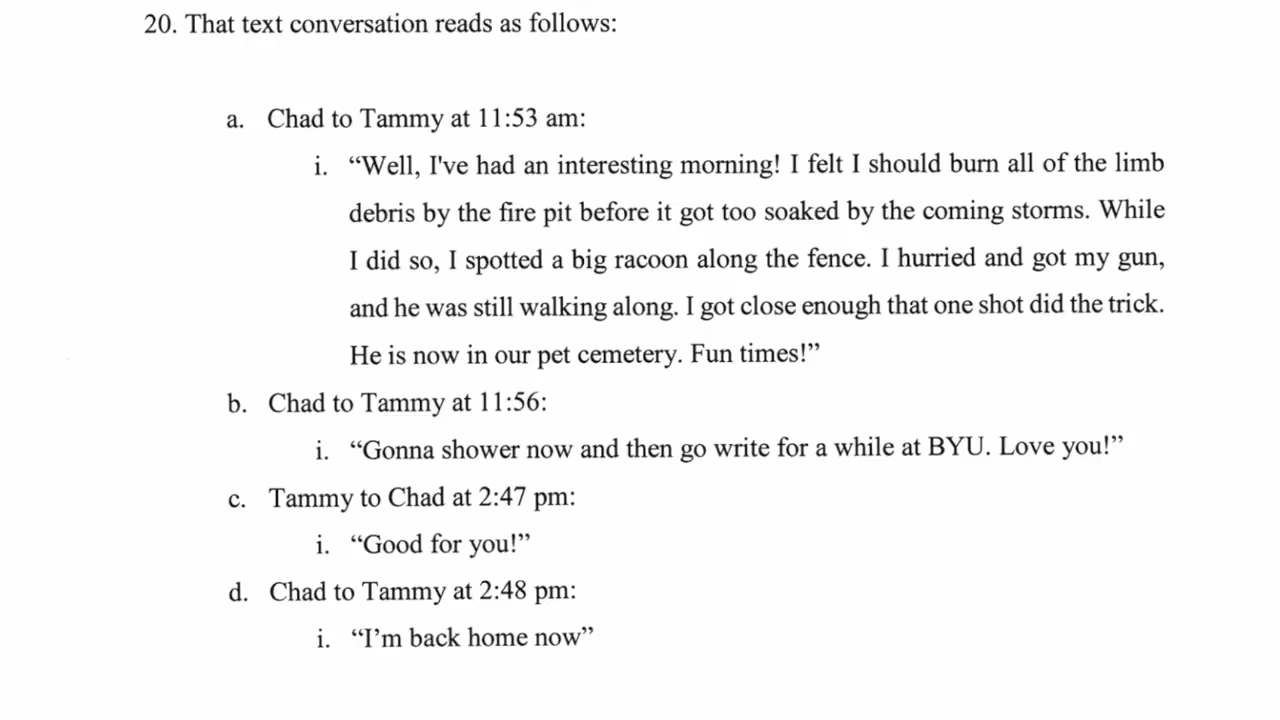 20. That text conversation reads as follows:
a. Chad to Tammy at 11:53 am:
i. “Well, I've had an interesting morning! I felt I should burn all of the limb
debris by the fire pit before it got too soaked by the coming storms. While
I did so, I spotted a big racoon along the fence. I hurried and got my gun,
and he was still walking along. I got close enough that one shot did the trick.
He is now in our pet cemetery. Fun times!”
b. Chad to Tammy at 11:56:
i. “Gonna shower now and then go write for a while at BYU. Love you!”
c. Tammy to Chad at 2:47 pm:
i. “Good for you!”
d. Chad to Tammy at 2:48 pm:
i. “I’m back home now”